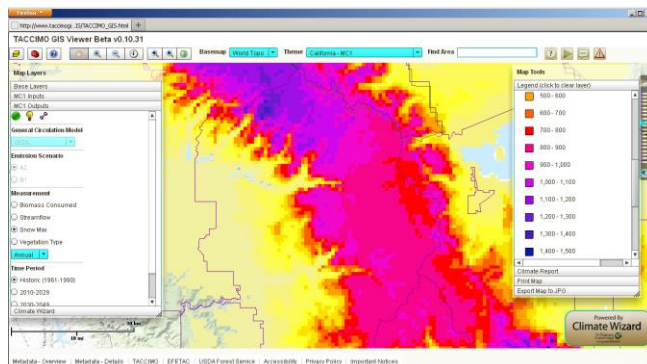 Firefox
http://www.taccimogi...IS/TACCIMO_GIS.html
TACCIMO GIS Viewer Beta v0.10.31
Basemap World Topo Theme California - MC1 Find Area
Map Layers
Base Layers
MC1 Inputs
MC1 Outputs
General Circulation Model
Emission Scenario
A2
B1
Measurement
Biomass Consumed
Streamflow
Snow Max
Vegetation Type
Annual
Time Period
Historic (1961-1990)
2010-2029
2030-2049
Climate Wizard
Map Tools
Legend (click to clear layer)
500 - 600
600 - 700
700 - 800
800 - 900
900 - 1,000
1,000 - 1,100
1,100 - 1,200
1,200 - 1,300
1,300 - 1,400
1,400 - 1,500
Climate Report
Print Map
Export Map to JPG
Powered By
Climate Wizard
Metadata - Overview Metadata - Details TACCIMO EFETAC USDA Forest Service Accessibility Privacy Policy Important Notices